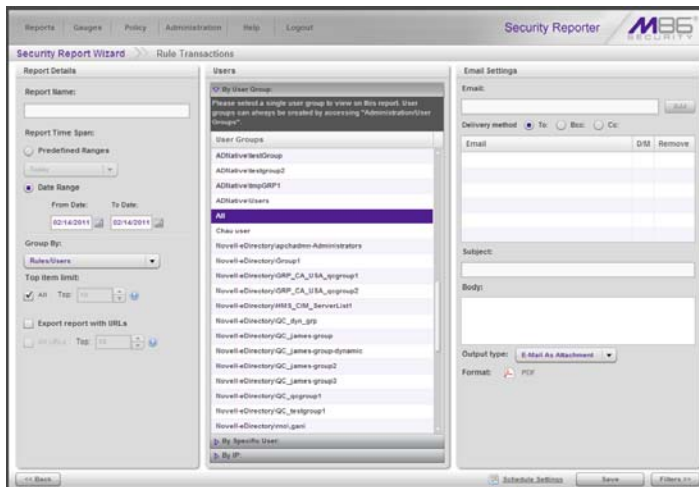 Reports Gauges Policy Administration Help Logout
Security Reporter
M86
SECURITY
Security Report Wizard Rule Transactions
Report Details
Report Name:
Report Time Span:
Predefined Ranges
Today
Date Range
From Date: To Date:
02/14/2011 02/14/2011
Group By:
Rules/Users
Top item limit:
All Top:
Export report with URLs
All URLs Top:
Users
By User Group:
Please select a single user group to view on this report. User
groups can always be created by accessing "Administration/User
Groups".
User Groups
ADNative\testGroup
ADNative\testgroup2
ADNative\tmpGRP1
ADNative\Users
All
Chau user
Novell-eDirectory\apchadmn-Administrators
Novell-eDirectory\Group1
Novell-eDirectory\GRP_CA_USA_qcgroup1
Novell-eDirectory\GRP_CA_USA_qcgroup2
Novell-eDirectory\HMS_CIM_ServerList1
Novell-eDirectory\QC_dyn_grp
Novell-eDirectory\QC_james-group
Novell-eDirectory\QC_james-group-dynamic
Novell-eDirectory\QC_james-group2
Novell-eDirectory\QC_james-group3
Novell-eDirectory\QC_qcgroup1
Novell-eDirectory\QC_testgroup1
By Specific User:
By IP:
Email Settings
Email:
Add
Delivery method To: Bcc: Cc:
Email D/M Remove
Subject:
Body:
Output type: E-Mail As Attachment
Format: PDF
<< Back
Schedule Settings Save Filters >>